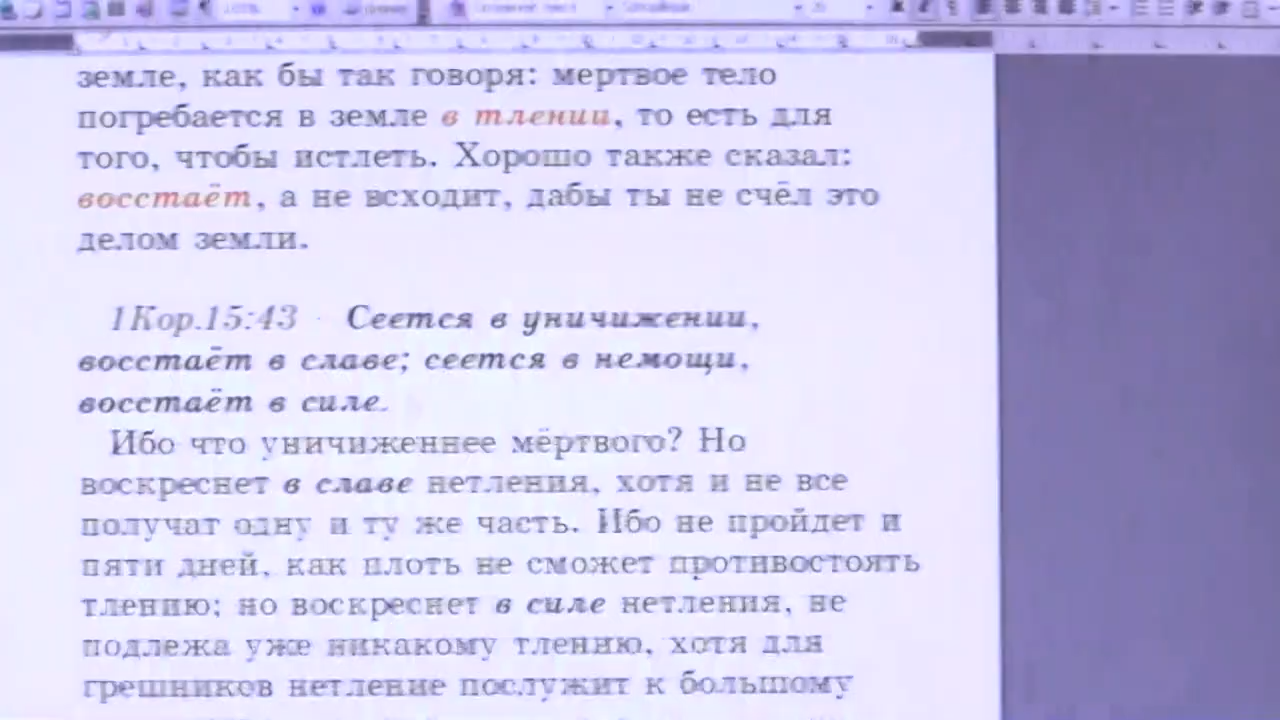 земле, как бы так говоря: мертвое тело
погребается в земле в тлении, то есть для
того, чтобы истлеть. Хорошо также сказал:
восстаёт, а не всходит, дабы ты не счёл это
делом земли.
1Кор.15:43 Сеется в уничижении,
восстаёт в славе; сеется в немощи,
восстаёт в силе.
Ибо что уничиженнее мёртвого? Но
воскреснет в славе нетления, хотя и не все
получат одну и ту же часть. Ибо не пройдет и
пяти дней, как плоть не сможет противостоять
тлению; но воскреснет в силе нетления, не
подлежа уже никакому тлению, хотя для
грешников нетление послужит к большому